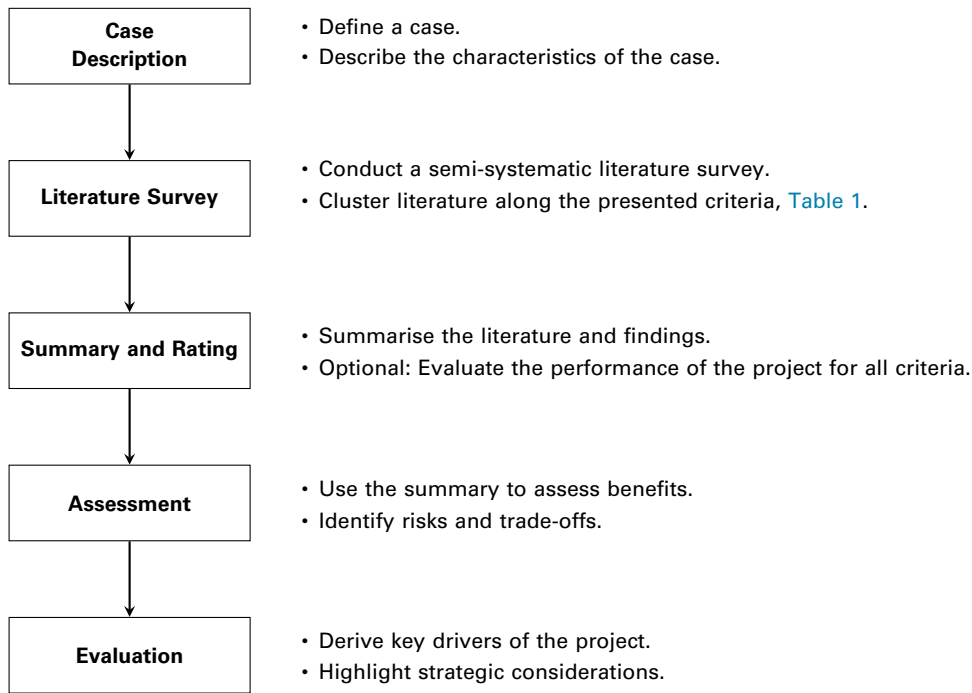 Case
Description
• Define a case.
• Describe the characteristics of the case.
Literature Survey
• Conduct a semi-systematic literature survey.
• Cluster literature along the presented criteria, Table 1.
Summary and Rating
• Summarise the literature and findings.
• Optional: Evaluate the performance of the project for all criteria.
Assessment
• Use the summary to assess benefits.
• Identify risks and trade-offs.
Evaluation
• Derive key drivers of the project.
• Highlight strategic considerations.